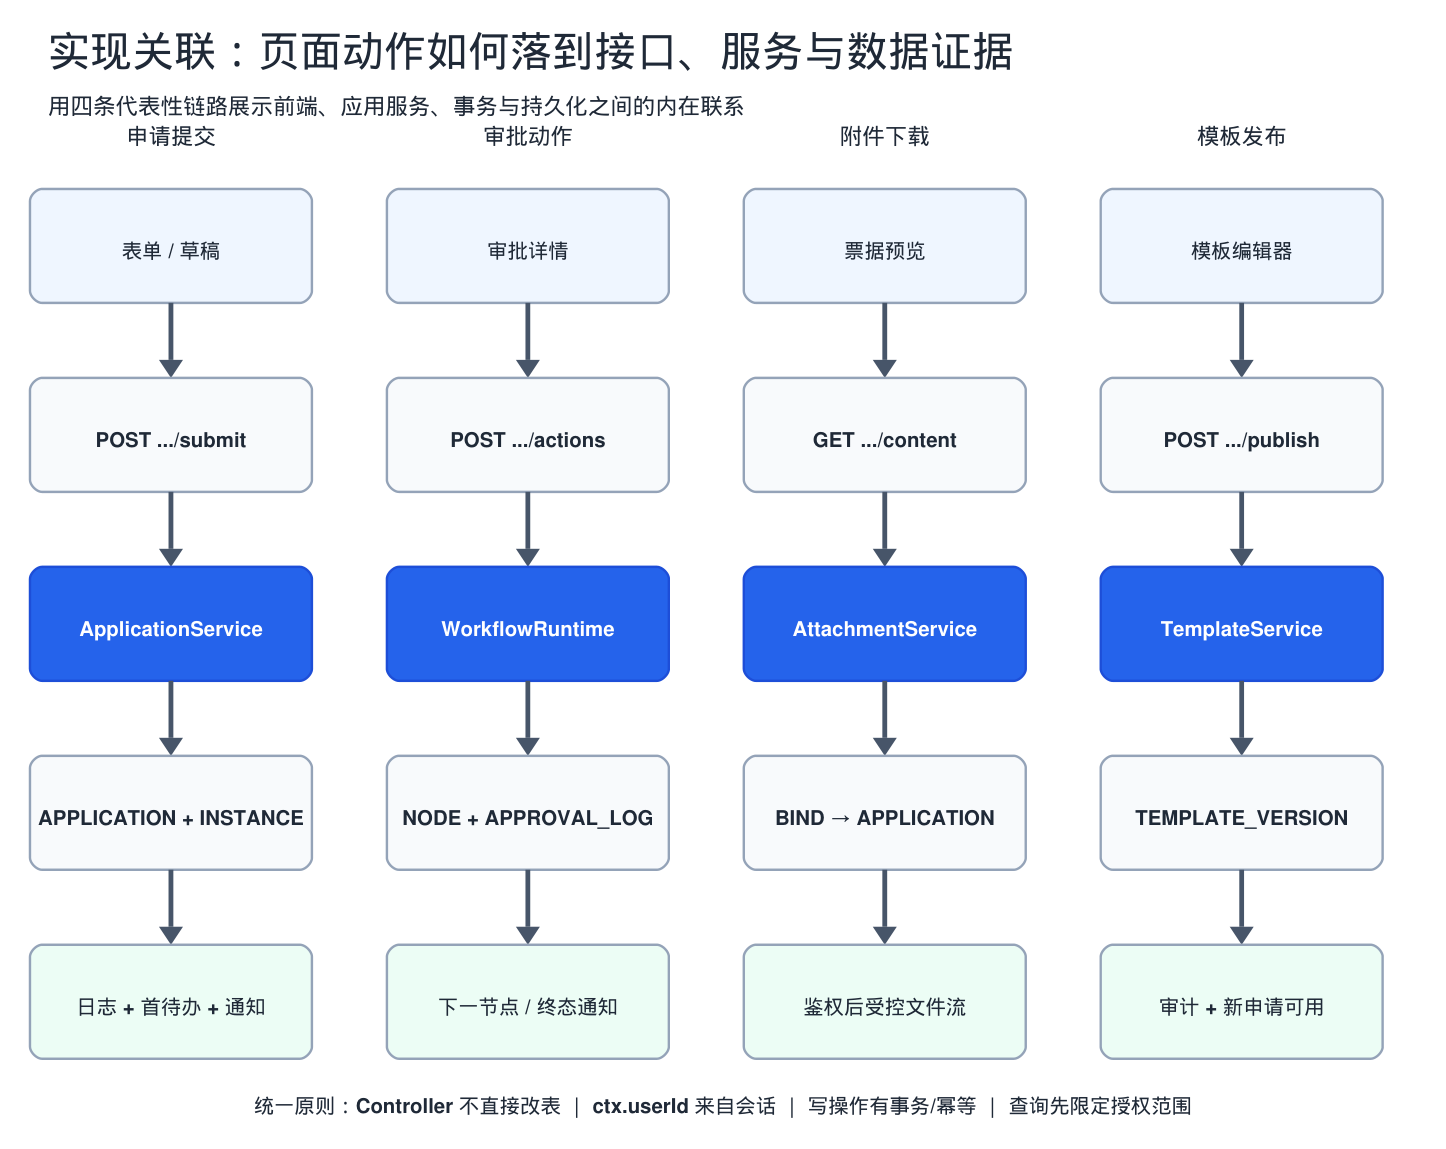 实现关联：页面动作如何落到接口、服务与数据证据
用四条代表性链路展示前端、应用服务、事务与持久化之间的内在联系
申请提交
审批动作
附件下载
模板发布
表单 / 草稿
审批详情
票据预览
模板编辑器
POST .../submit
POST .../actions
GET .../content
POST .../publish
ApplicationService
WorkflowRuntime
AttachmentService
TemplateService
APPLICATION + INSTANCE
NODE + APPROVAL_LOG
BIND → APPLICATION
TEMPLATE_VERSION
日志 + 首待办 + 通知
下一节点 / 终态通知
鉴权后受控文件流
审计 + 新申请可用
统一原则：Controller 不直接改表 ｜ ctx.userId 来自会话 ｜ 写操作有事务/幂等 ｜ 查询先限定授权范围